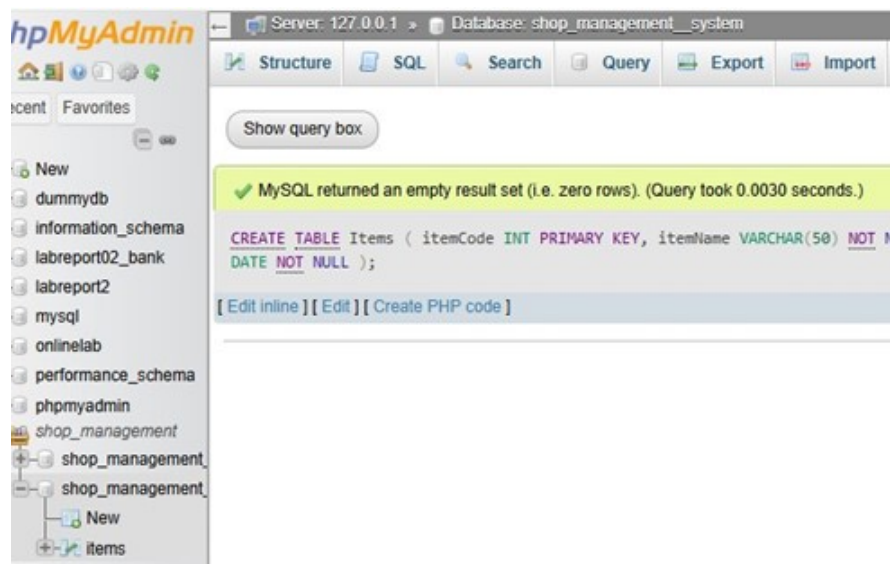 hpMyAdmin
ecent Favorites
New
dummydb
information_schema
labreport02_bank
labreport2
mysql
onlinelab
performance_schema
phpmyadmin
shop_management
shop_management_
shop_management_
New
items
Server: 127.0.0.1 » Database: shop_management__system
Structure SQL Search Query Export Import
Show query box
MySQL returned an empty result set (i.e. zero rows). (Query took 0.0030 seconds.)
CREATE TABLE Items ( itemCode INT PRIMARY KEY, itemName VARCHAR(50) NOT N
DATE NOT NULL );
[ Edit inline ] [ Edit ] [ Create PHP code ]